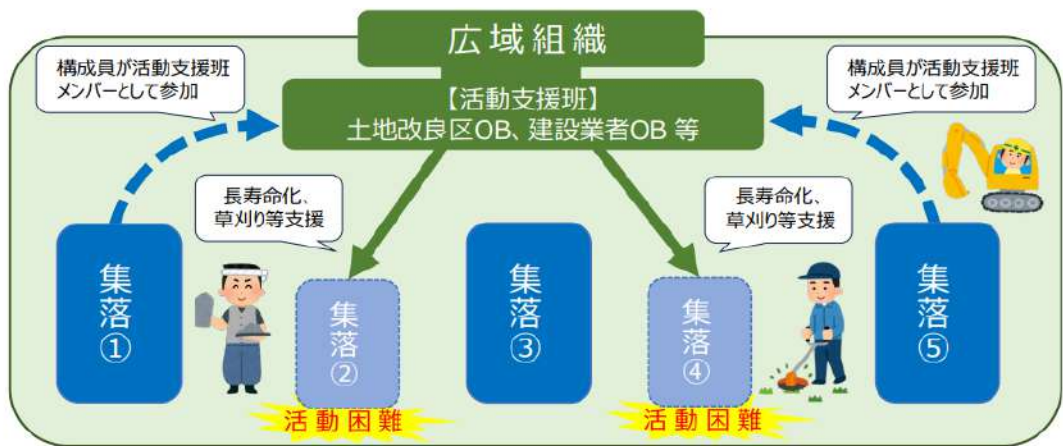 広域組織
構成員が活動支援班
メンバーとして参加
【活動支援班】
土地改良区OB、建設業者OB 等
構成員が活動支援班
メンバーとして参加
長寿命化、
草刈り等支援
長寿命化、
草刈り等支援
集落①
集落②
集落③
集落④
集落⑤
活動困難
活動困難